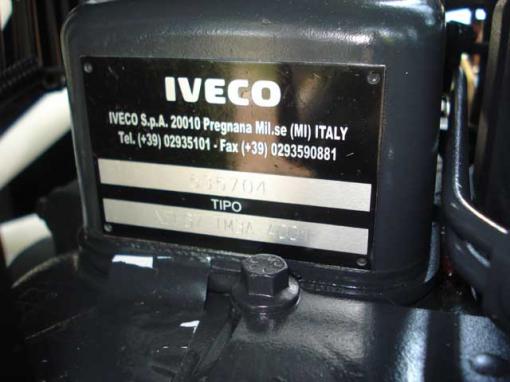 IVECO
IVECO S.p.A. 20010 Pregnana Mil.se (MI) ITALY
Tel. (+39) 02935101 - Fax (+39) 0293590881
TIPO